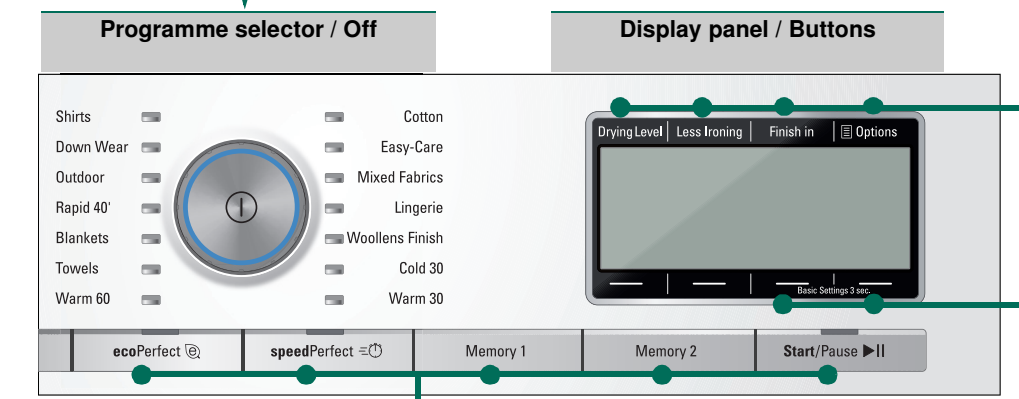 Programme selector / Off
Display panel / Buttons
Shirts
Down Wear
Outdoor
Rapid 40'
Blankets
Towels
Warm 60
Cotton
Easy-Care
Mixed Fabrics
Lingerie
Woollens Finish
Cold 30
Warm 30
Drying Level
Less Ironing
Finish in
Options
Basic Settings 3 sec.
ecoPerfect
speedPerfect
Memory 1
Memory 2
Start/Pause